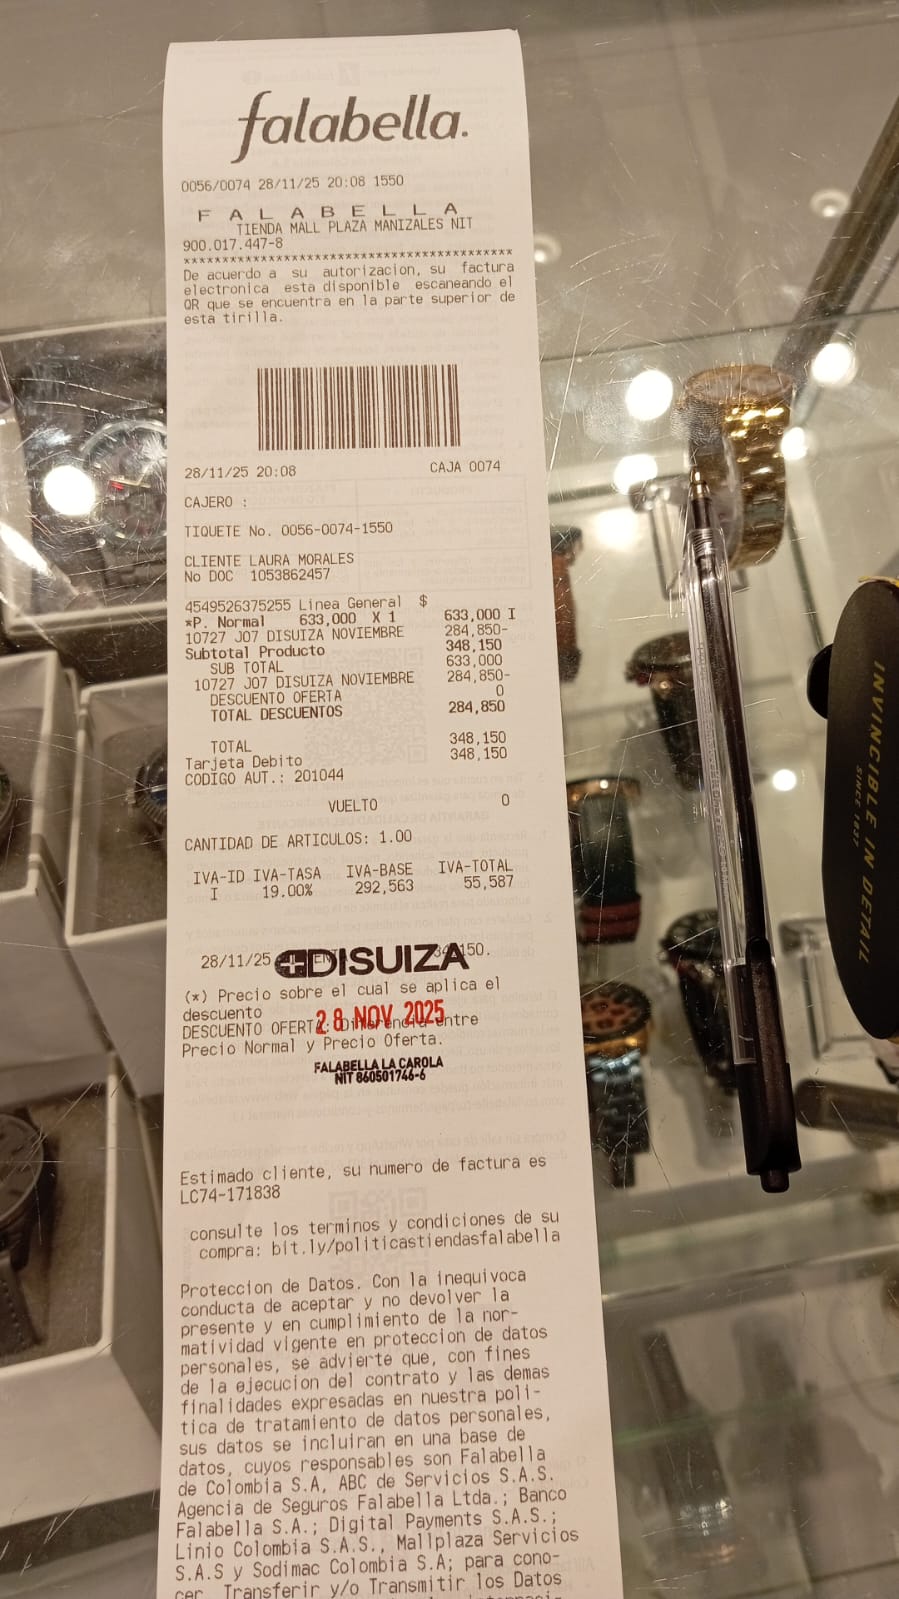 falabella.
0056/0074 28/11/25 20:08 1550
F A L A B E L L A
TIENDA MALL PLAZA MANIZALES NIT
900.017.447-8
******************************************
De acuerdo a su autorizacion, su factura
electronica esta disponible escaneando el
QR que se encuentra en la parte superior de
esta tirilla.
28/11/25 20:08 CAJA 0074
CAJERO :
TIQUETE No. 0056-0074-1550
CLIENTE LAURA MORALES
No DOC 1053862457
4549526375255 Linea General $
*P. Normal 633,000 X 1 633,000 I
10727 J07 DISUIZA NOVIEMBRE 284,850-
Subtotal Producto 348,150
SUB TOTAL 633,000
10727 J07 DISUIZA NOVIEMBRE 284,850-
DESCUENTO OFERTA 0
TOTAL DESCUENTOS 284,850
TOTAL 348,150
Tarjeta Debito 348,150
CODIGO AUT.: 201044
VUELTO 0
CANTIDAD DE ARTICULOS: 1.00
IVA-ID IVA-TASA IVA-BASE IVA-TOTAL
I 19.00% 292,563 55,587
28/11/25 150.
DISUIZA
(*) Precio sobre el cual se aplica el
descuento
28 NOV 2025
DESCUENTO OFERTA: Diferencia entre
Precio Normal y Precio Oferta.
FALABELLA LA CAROLA
NIT 860501746-6
Estimado cliente, su numero de factura es
LC74-171838
consulte los terminos y condiciones de su
compra: bit.ly/politicastiendasfalabella
Proteccion de Datos. Con la inequivoca
conducta de aceptar y no devolver la
presente y en cumplimiento de la nor-
matividad vigente en proteccion de datos
personales, se advierte que, con fines
de la ejecucion del contrato y las demas
finalidades expresadas en nuestra poli-
tica de tratamiento de datos personales,
sus datos se incluiran en una base de
datos, cuyos responsables son Falabella
de Colombia S.A, ABC de Servicios S.A.S.
Agencia de Seguros Falabella Ltda.; Banco
Falabella S.A.; Digital Payments S.A.S.;
Linio Colombia S.A.S., Mallplaza Servicios
S.A.S y Sodimac Colombia S.A; para cono-
cer, Transferir y/o Transmitir los Datos
INVINCIBLE IN DETAIL
SINCE 1837